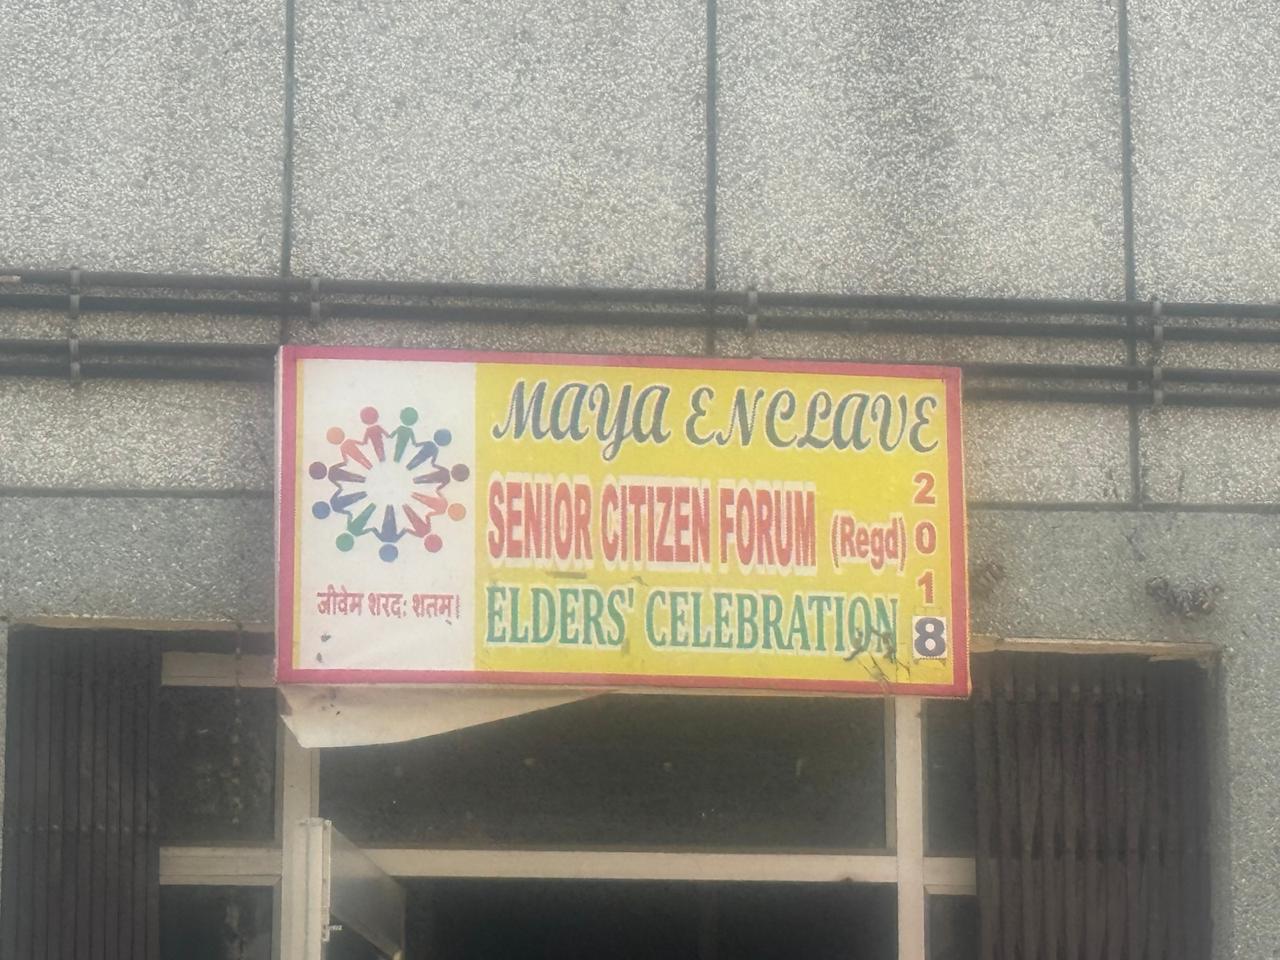 MAYA ENCLAVE
SENIOR CITIZEN FORUM (Regd)
ELDERS' CELEBRATION
2018
जीवेम शरदः शतम्।